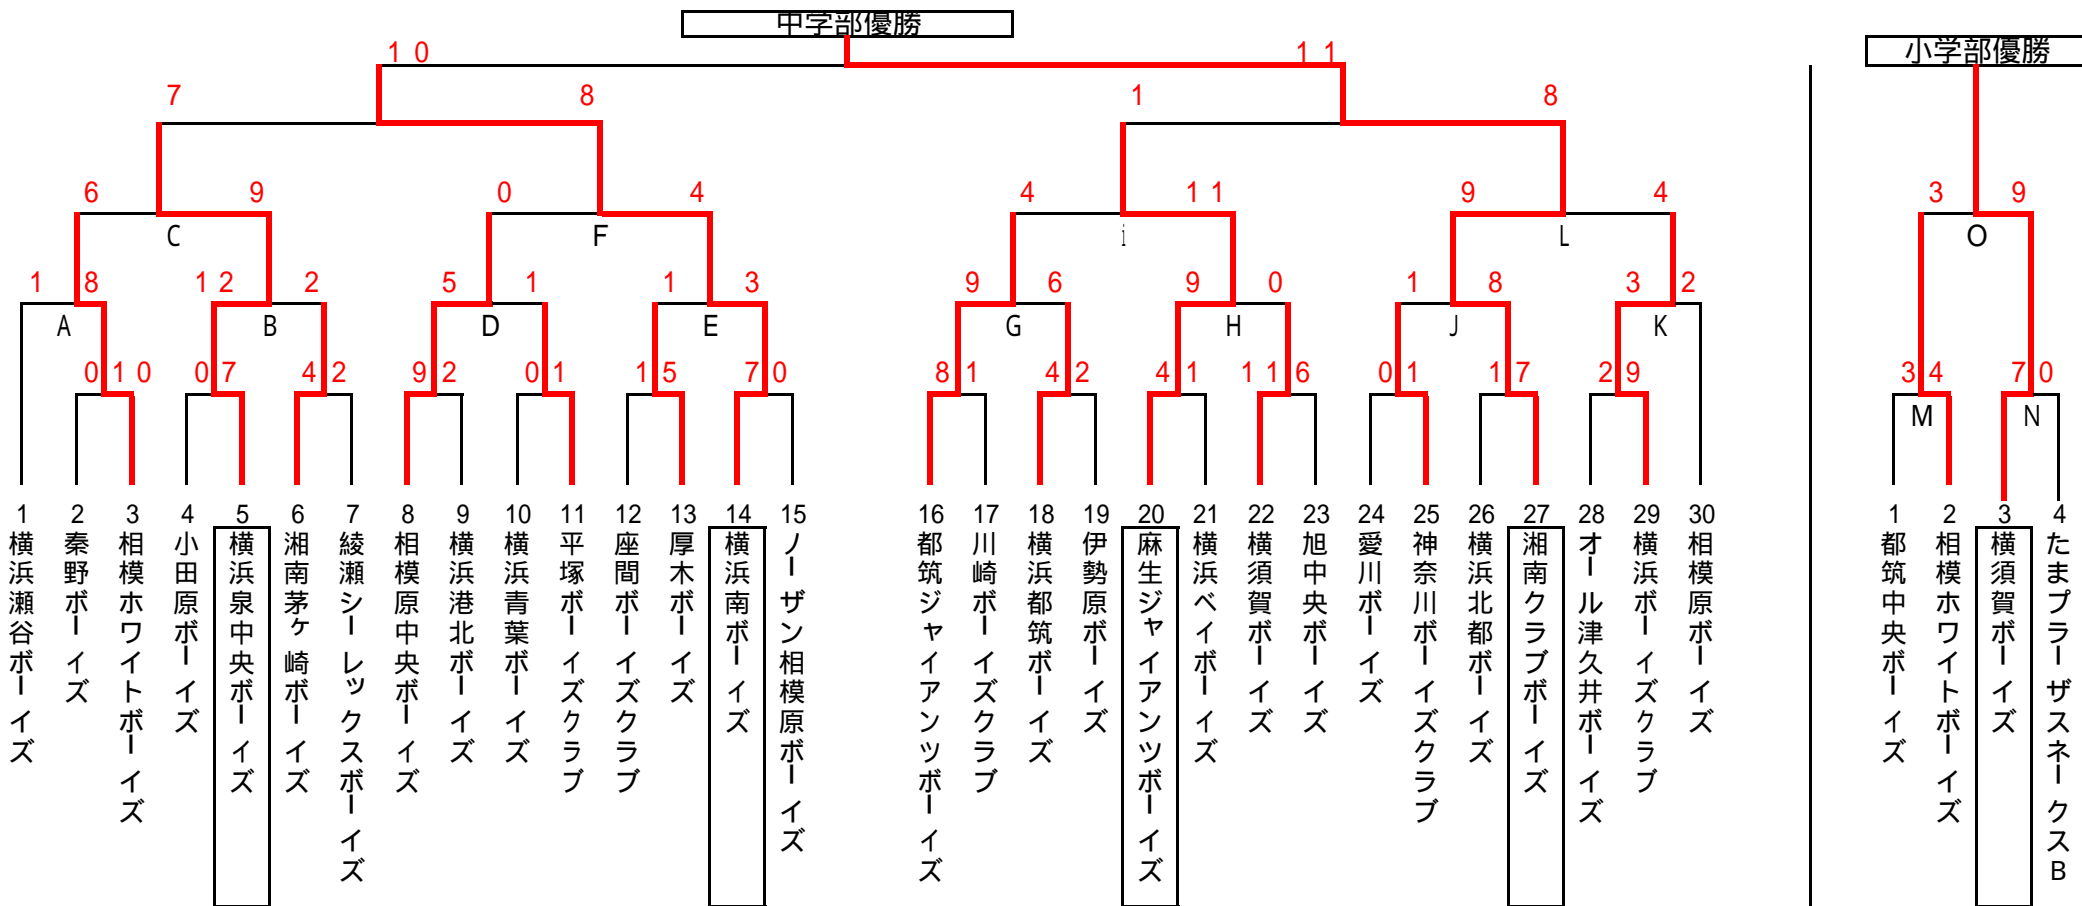 中学部優勝
小学部優勝
10 11
7 8 1 8
6 9 0 4 4 11 9 4 3 9
C F i L O
1 8 12 2 5 1 1 3 9 6 9 0 1 8 3 2
A B D E G H J K
0 10 0 7 4 2 9 2 0 1 1 5 7 0 8 1 4 2 4 1 11 6 0 1 1 7 2 9 3 4 7 0
M N
1 横浜瀬谷ボーイズ
2 秦野ボーイズ
3 相模ホワイトボーイズ
4 小田原ボーイズ
5 横浜泉中央ボーイズ
6 湘南茅ヶ崎ボーイズ
7 綾瀬シーレックスボーイズ
8 相模原中央ボーイズ
9 横浜港北ボーイズ
10 横浜青葉ボーイズ
11 平塚ボーイズクラブ
12 座間ボーイズクラブ
13 厚木ボーイズ
14 横浜南ボーイズ
15 ノーザン相模原ボーイズ
16 都筑ジャイアンツボーイズ
17 川崎ボーイズクラブ
18 横浜都筑ボーイズ
19 伊勢原ボーイズ
20 麻生ジャイアンツボーイズ
21 横浜ベイボーイズ
22 横須賀ボーイズ
23 旭中央ボーイズ
24 愛川ボーイズ
25 神奈川ボーイズクラブ
26 横浜北都ボーイズ
27 湘南クラブボーイズ
28 オール津久井ボーイズ
29 横浜ボーイズクラブ
30 相模原ボーイズ
1 都筑中央ボーイズ
2 相模ホワイトボーイズ
3 横須賀ボーイズ
4 たまプラーザスネークスB